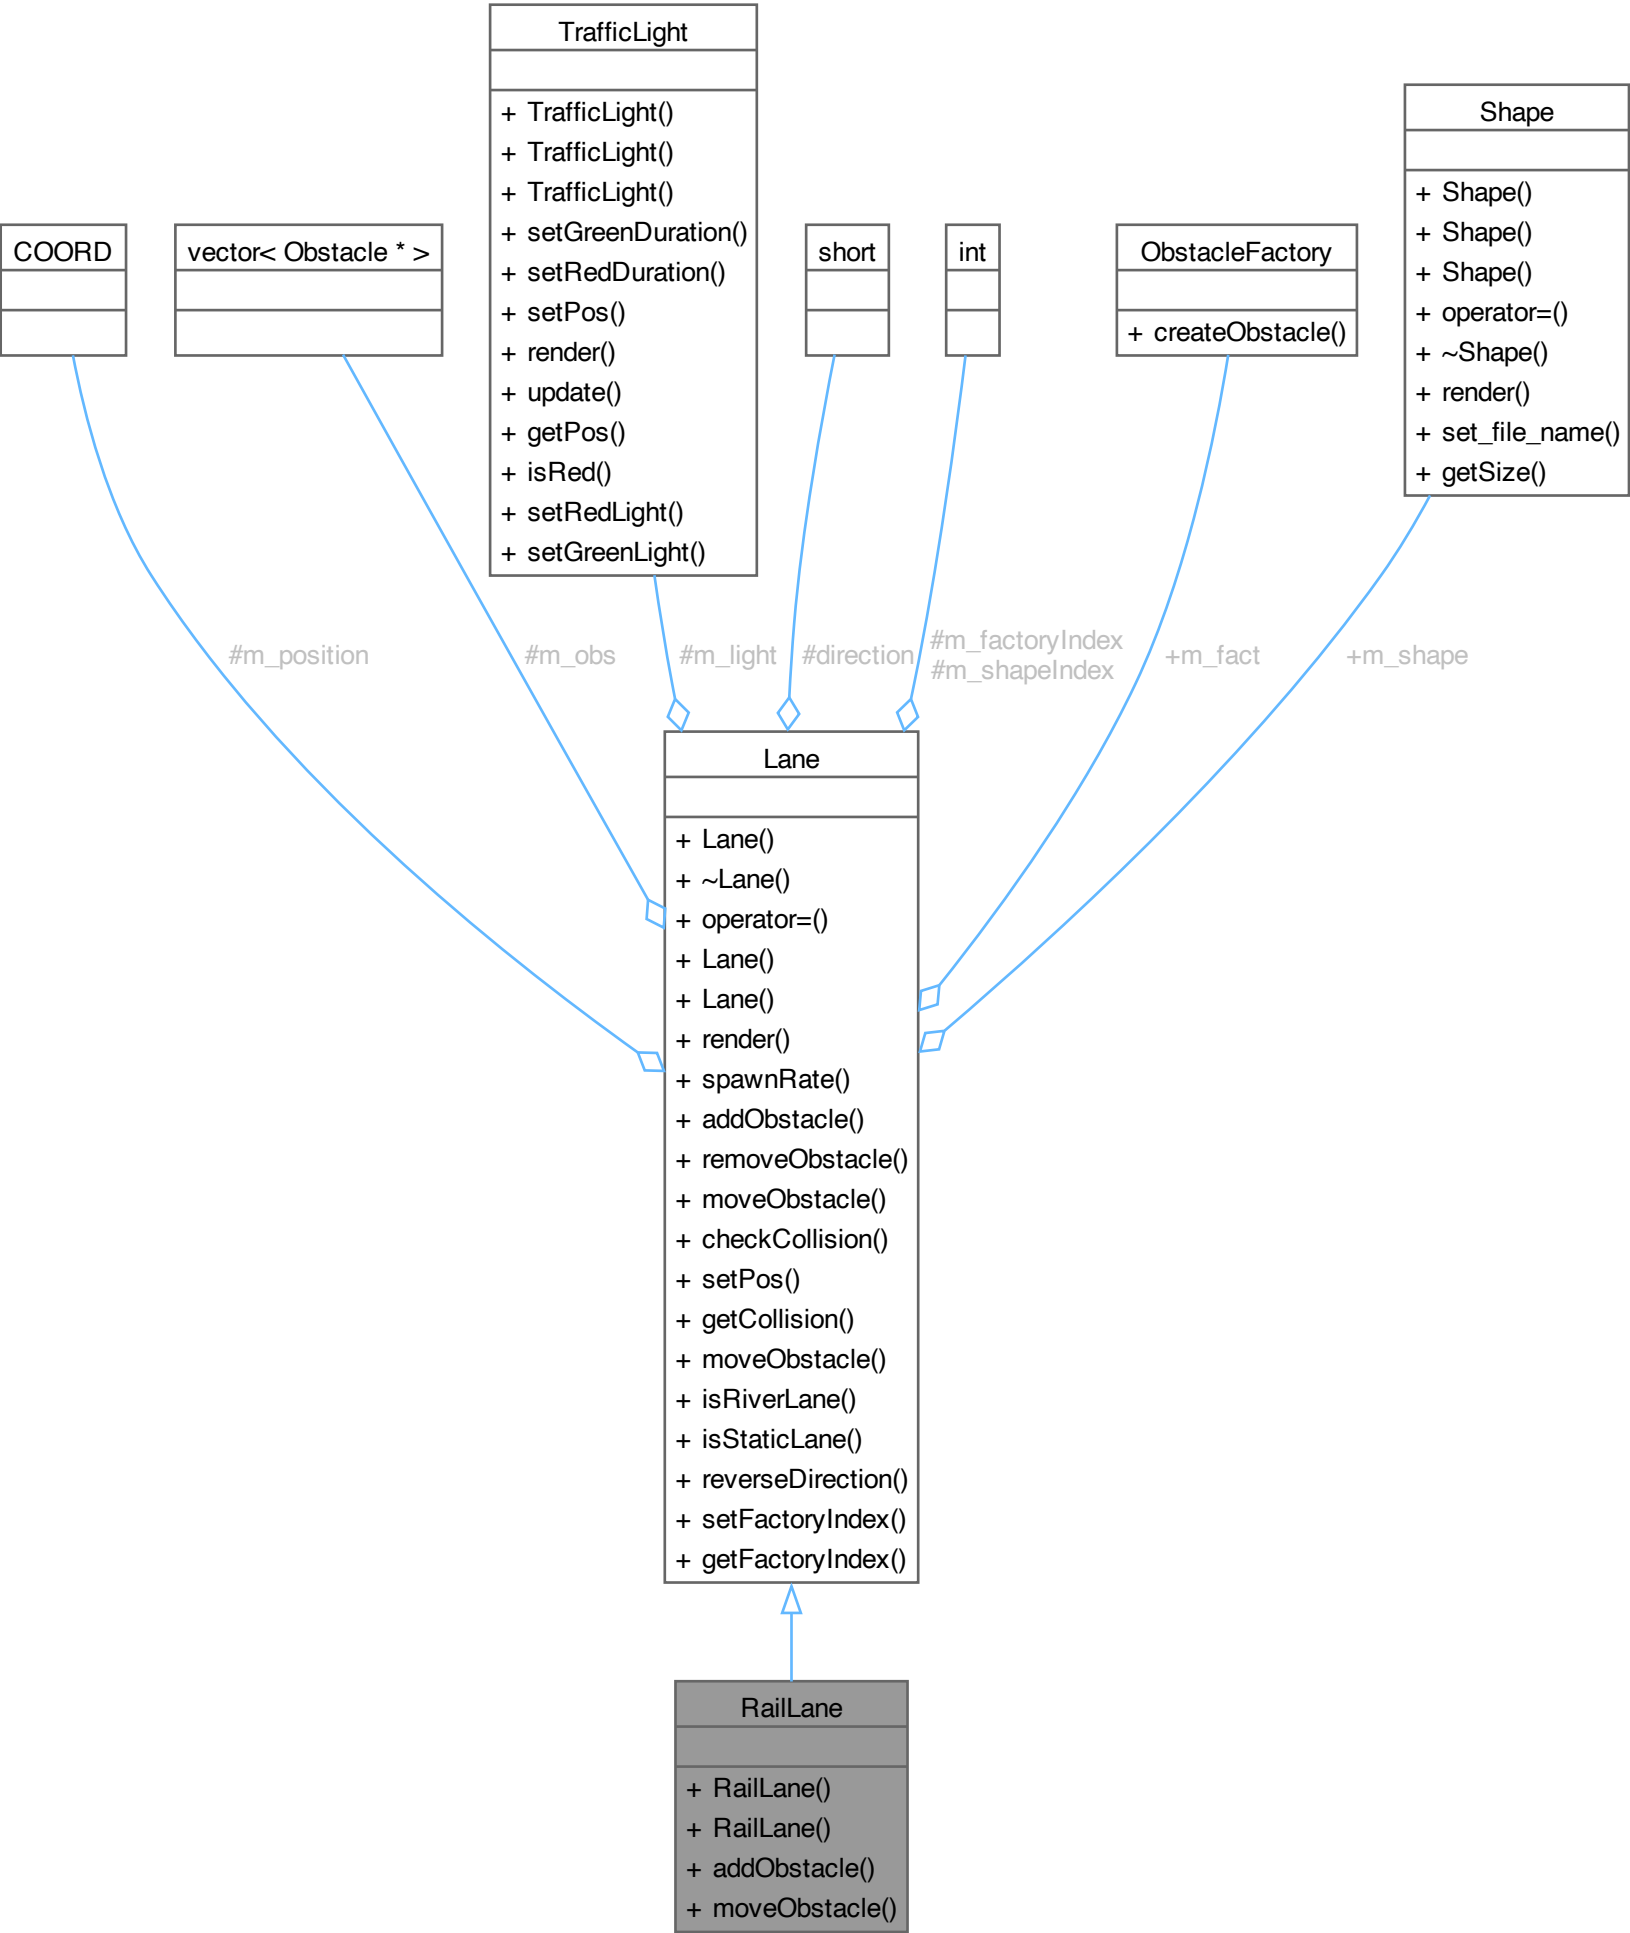 TrafficLight
+ TrafficLight()
+ TrafficLight()
+ TrafficLight()
+ setGreenDuration()
+ setRedDuration()
+ setPos()
+ render()
+ update()
+ getPos()
+ isRed()
+ setRedLight()
+ setGreenLight()
Shape
+ Shape()
+ Shape()
+ Shape()
+ operator=()
+ ~Shape()
+ render()
+ set_file_name()
+ getSize()
COORD
vector< Obstacle * >
short
int
ObstacleFactory
+ createObstacle()
#m_position
#m_obs
#m_light
#direction
#m_factoryIndex
#m_shapeIndex
+m_fact
+m_shape
Lane
+ Lane()
+ ~Lane()
+ operator=()
+ Lane()
+ Lane()
+ render()
+ spawnRate()
+ addObstacle()
+ removeObstacle()
+ moveObstacle()
+ checkCollision()
+ setPos()
+ getCollision()
+ moveObstacle()
+ isRiverLane()
+ isStaticLane()
+ reverseDirection()
+ setFactoryIndex()
+ getFactoryIndex()
RailLane
+ RailLane()
+ RailLane()
+ addObstacle()
+ moveObstacle()